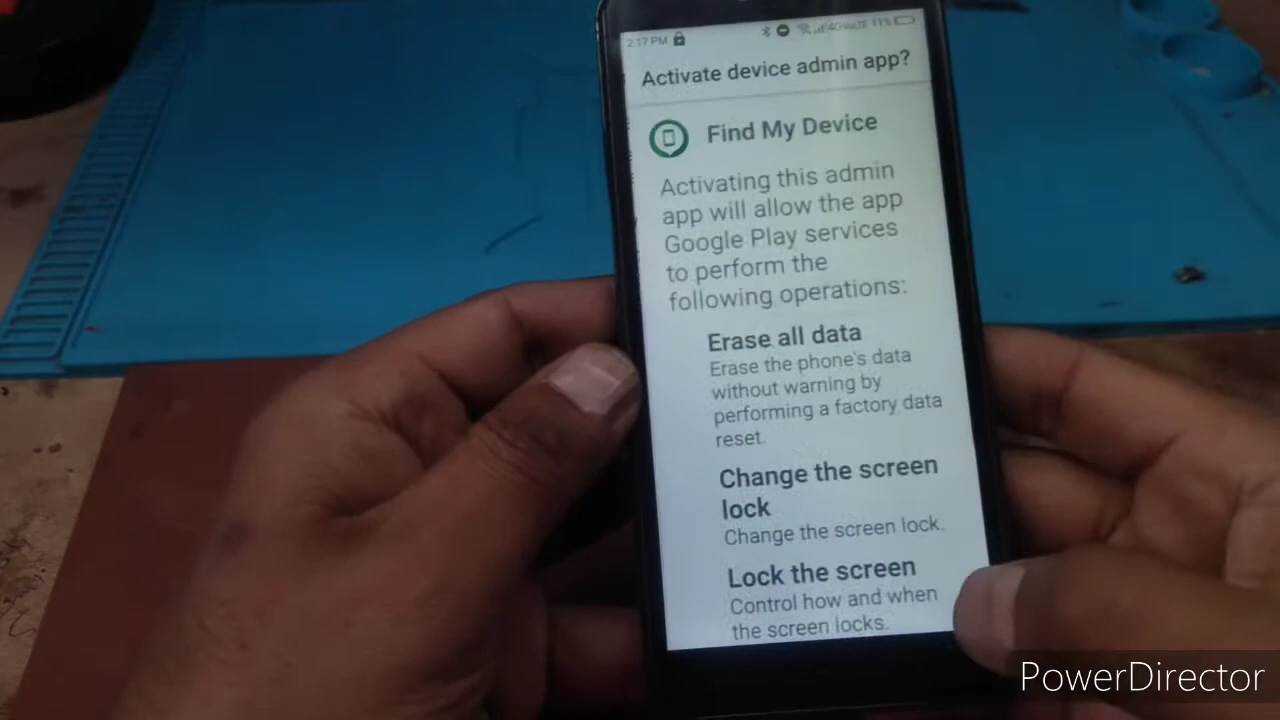 2:17 PM 4G VoLTE 11%
Activate device admin app?
Find My Device
Activating this admin
app will allow the app
Google Play services
to perform the
following operations:
Erase all data
Erase the phone's data
without warning by
performing a factory data
reset.
Change the screen
lock
Change the screen lock.
Lock the screen
Control how and when
the screen locks.
PowerDirector